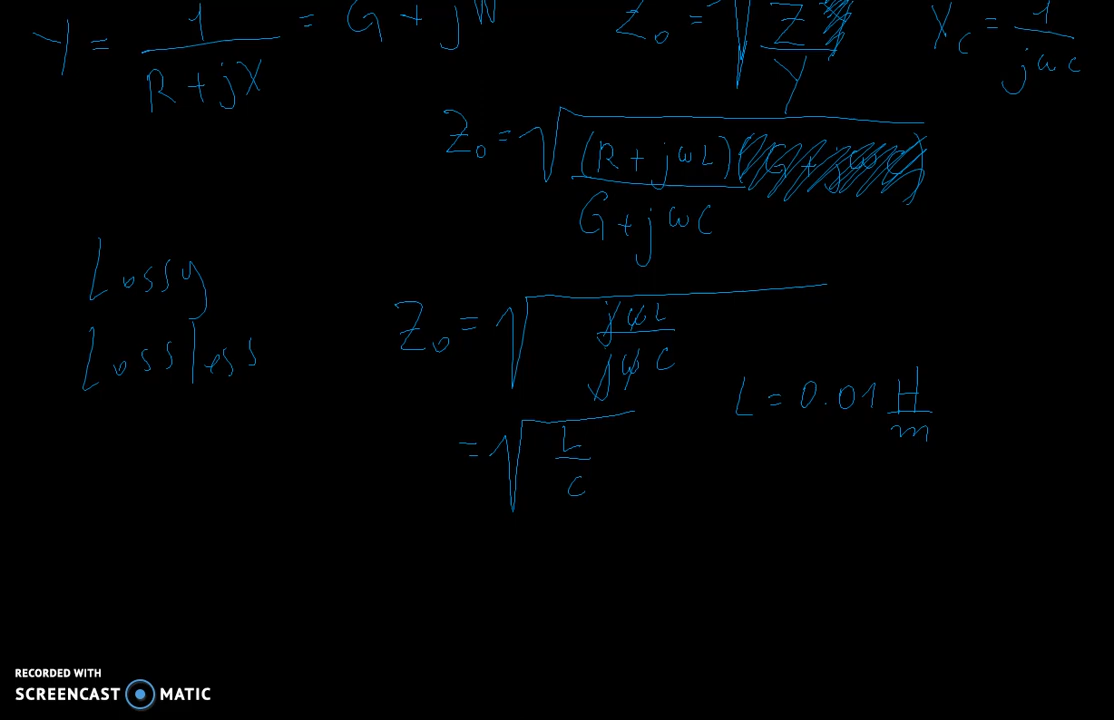 Y = 1/(R + jX) = G + jW
Z₀ = √(Z/Y)
X_C = 1/(jωC)
Z₀ = √((R + jωL)/(G + jωC))
Lossy
Lossless
Z₀ = √(jωL/(jωC))
= √(L/C)
L = 0.01 H/m
RECORDED WITH
SCREENCAST MATIC